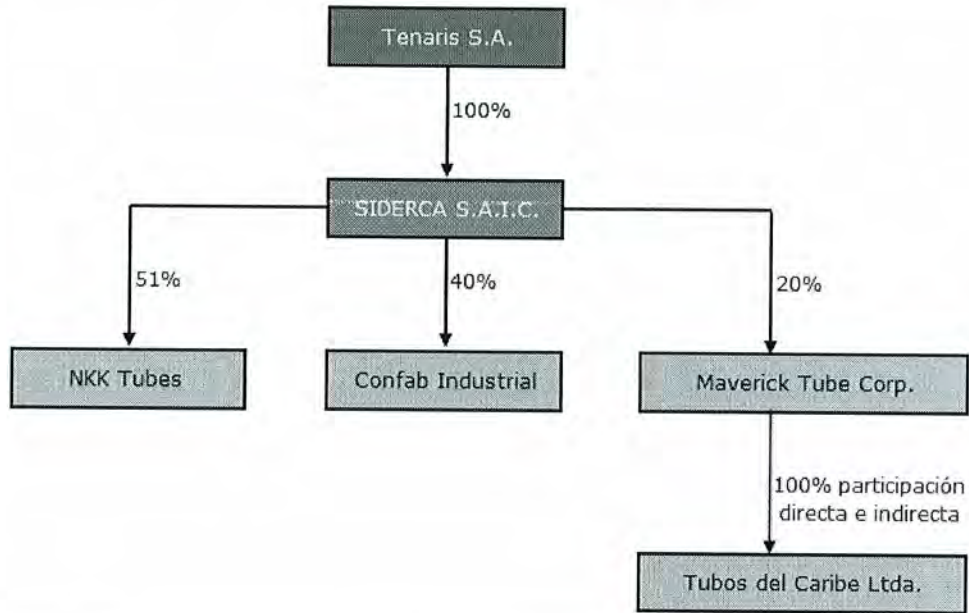 Tenaris S.A.
100%
SIDERCA S.A.I.C.
51%
40%
20%
NKK Tubes
Confab Industrial
Maverick Tube Corp.
100% participación
directa e indirecta
Tubos del Caribe Ltda.